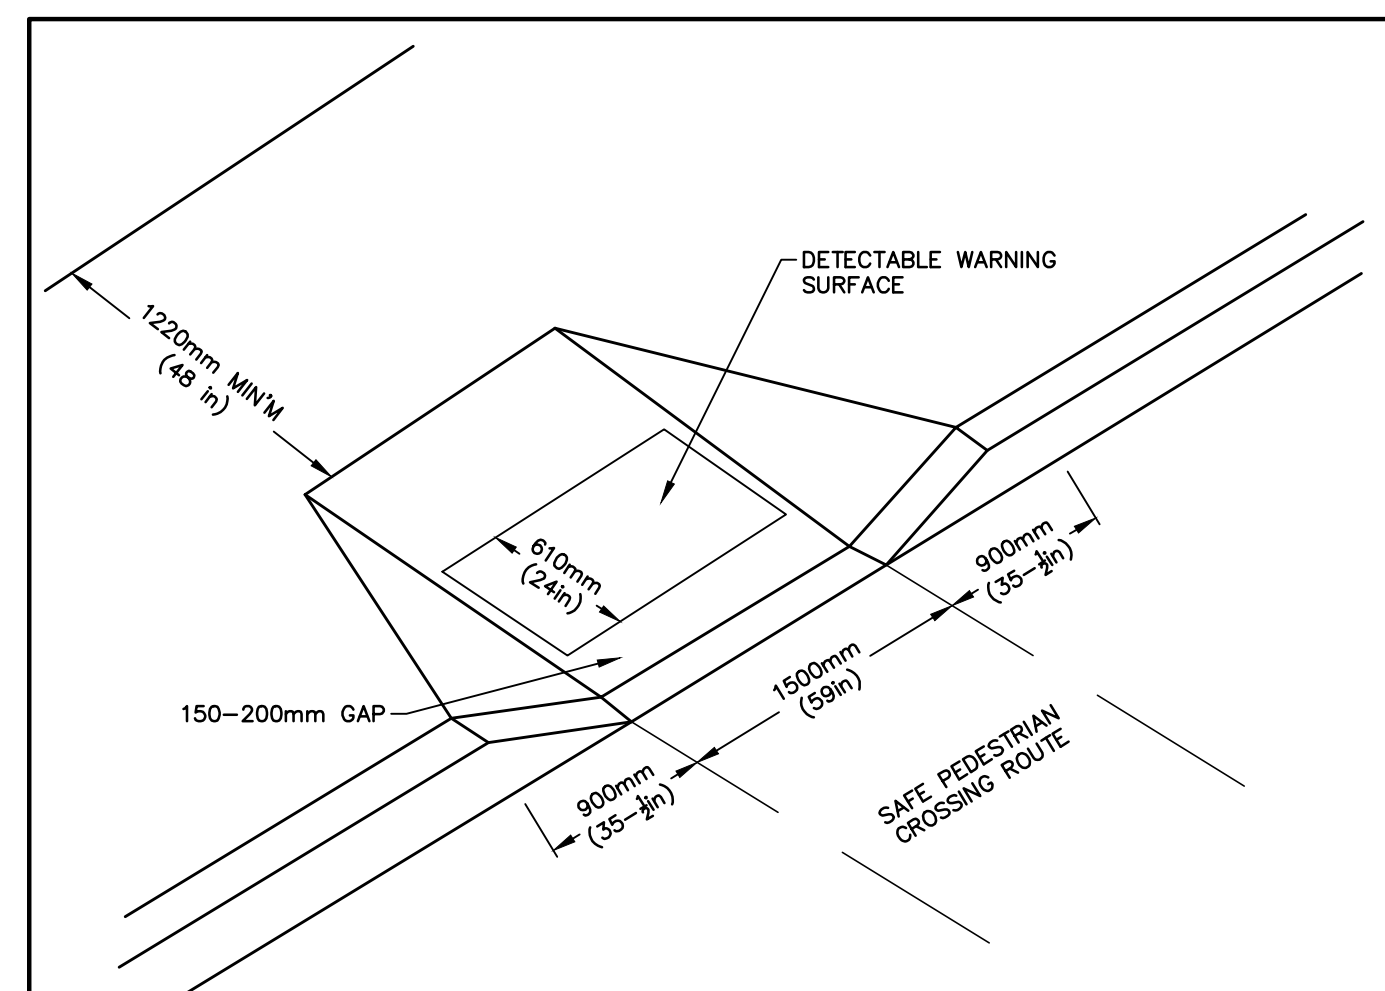 DETECTABLE WARNING
SURFACE
1220mm MIN'M
(48 in)
610mm
(24in)
900mm
(35-½in)
1500mm
(59in)
150-200mm GAP
900mm
(35-½in)
SAFE PEDESTRIAN
CROSSING ROUTE